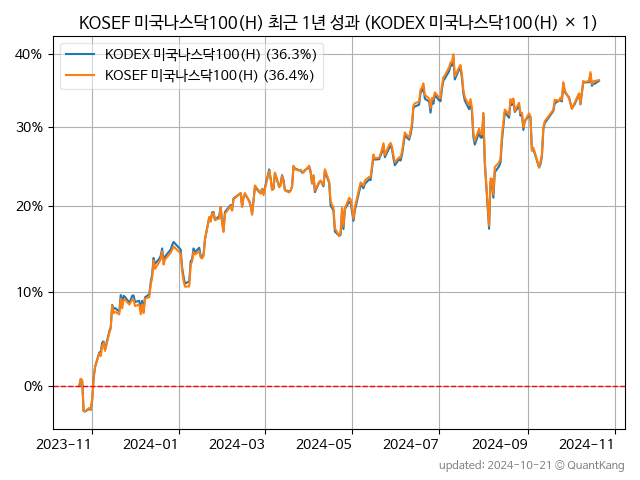 KOSEF 미국나스닥100(H) 최근 1년 성과 (KODEX 미국나스닥100(H) × 1)
KODEX 미국나스닥100(H) (36.3%)
KOSEF 미국나스닥100(H) (36.4%)
40%
30%
20%
10%
0%
2023-11 2024-01 2024-03 2024-05 2024-07 2024-09 2024-11
updated: 2024-10-21 © QuantKang